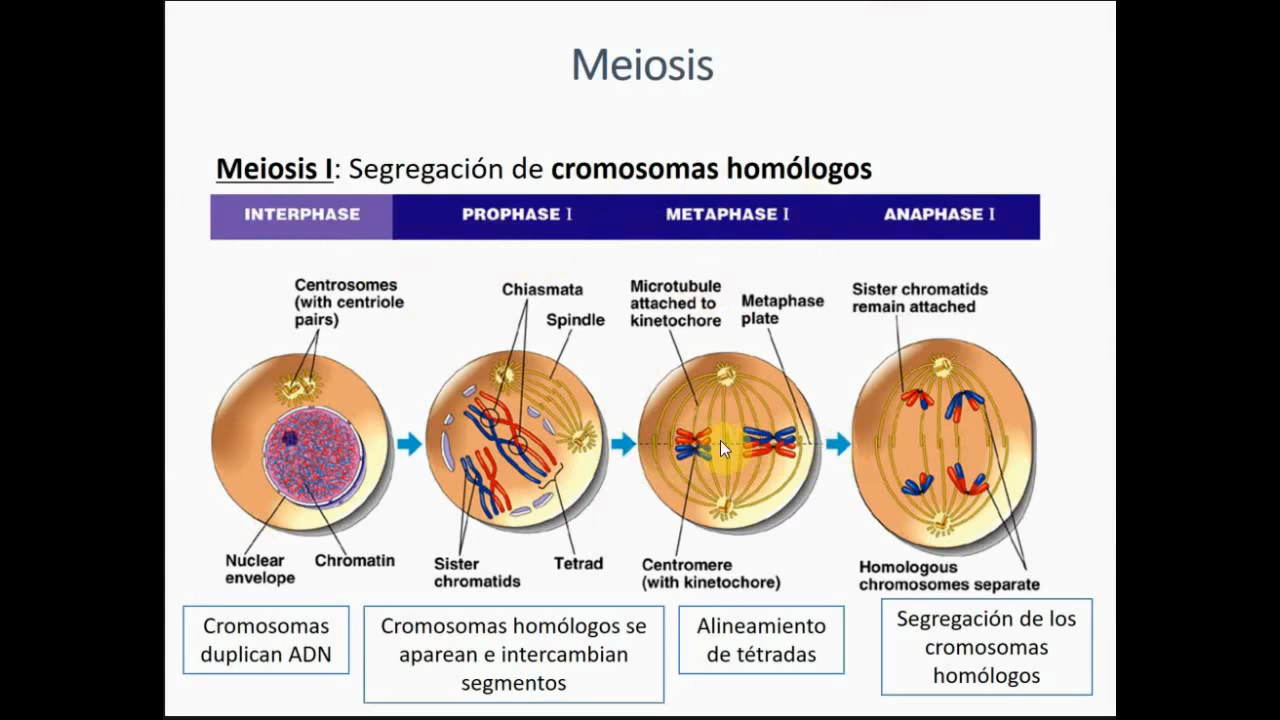 Meiosis
Meiosis I: Segregación de cromosomas homólogos
INTERPHASE
PROPHASE I
METAPHASE I
ANAPHASE I
Centrosomes
(with centriole
pairs)
Chiasmata
Spindle
Microtubule
attached to
kinetochore
Metaphase
plate
Sister chromatids
remain attached
Nuclear
envelope
Chromatin
Sister
chromatids
Tetrad
Centromere
(with kinetochore)
Homologous
chromosomes separate
Cromosomas
duplican ADN
Cromosomas homólogos se
aparean e intercambian
segmentos
Alineamiento
de tétradas
Segregación de los
cromosomas
homólogos